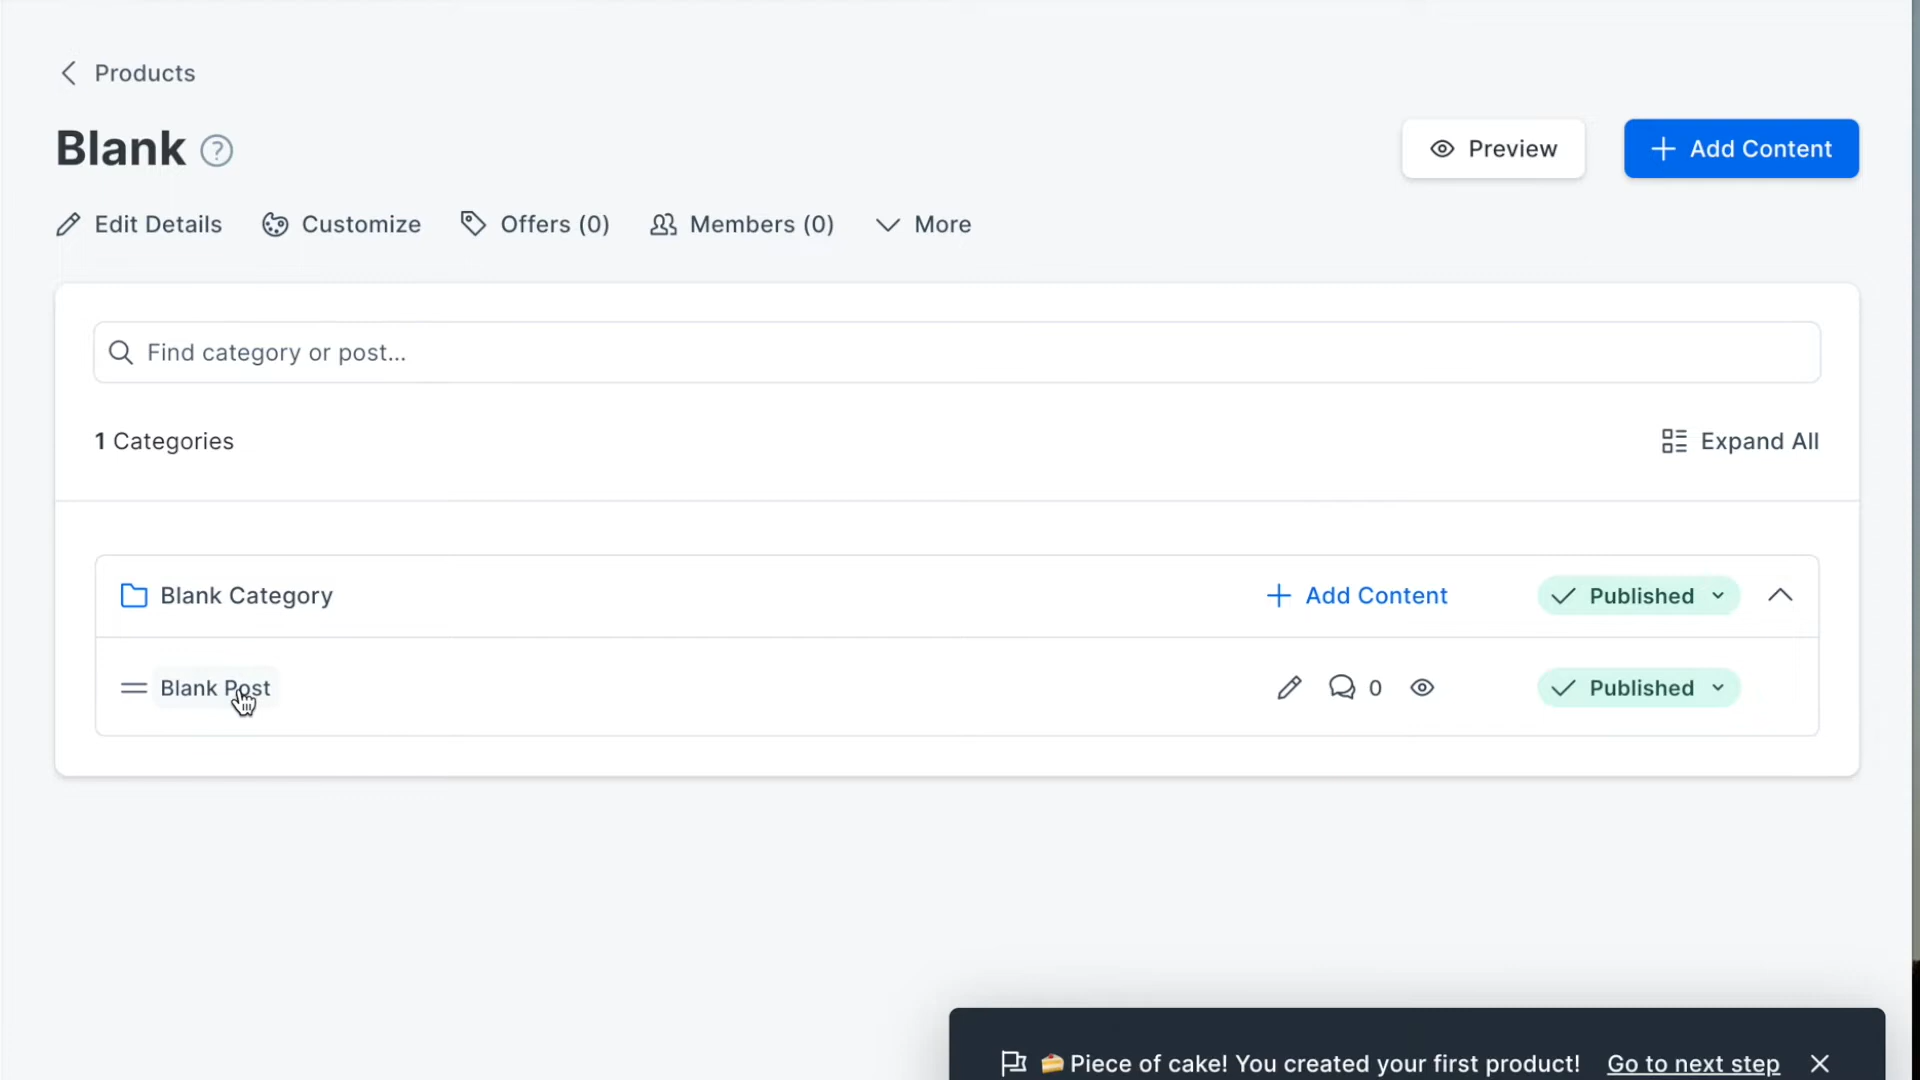 Products
Blank ?
Preview
Add Content
Edit Details Customize Offers (0) Members (0) More
Find category or post...
1 Categories
Expand All
Blank Category Add Content Published
Blank Post 0 Published
Piece of cake! You created your first product! Go to next step